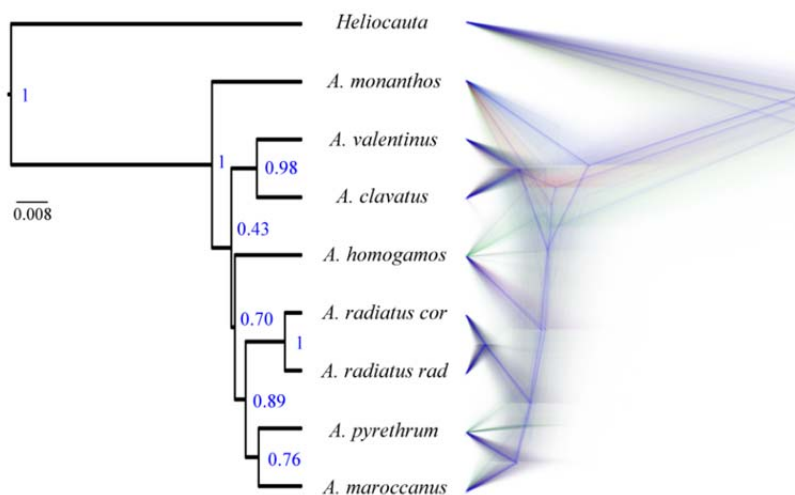 Heliocauta
A. monanthos
1
A. valentinus
1
0.98
A. clavatus
0.008
0.43
A. homogamos
0.70
A. radiatus cor
1
A. radiatus rad
0.89
A. pyrethrum
0.76
A. maroccanus